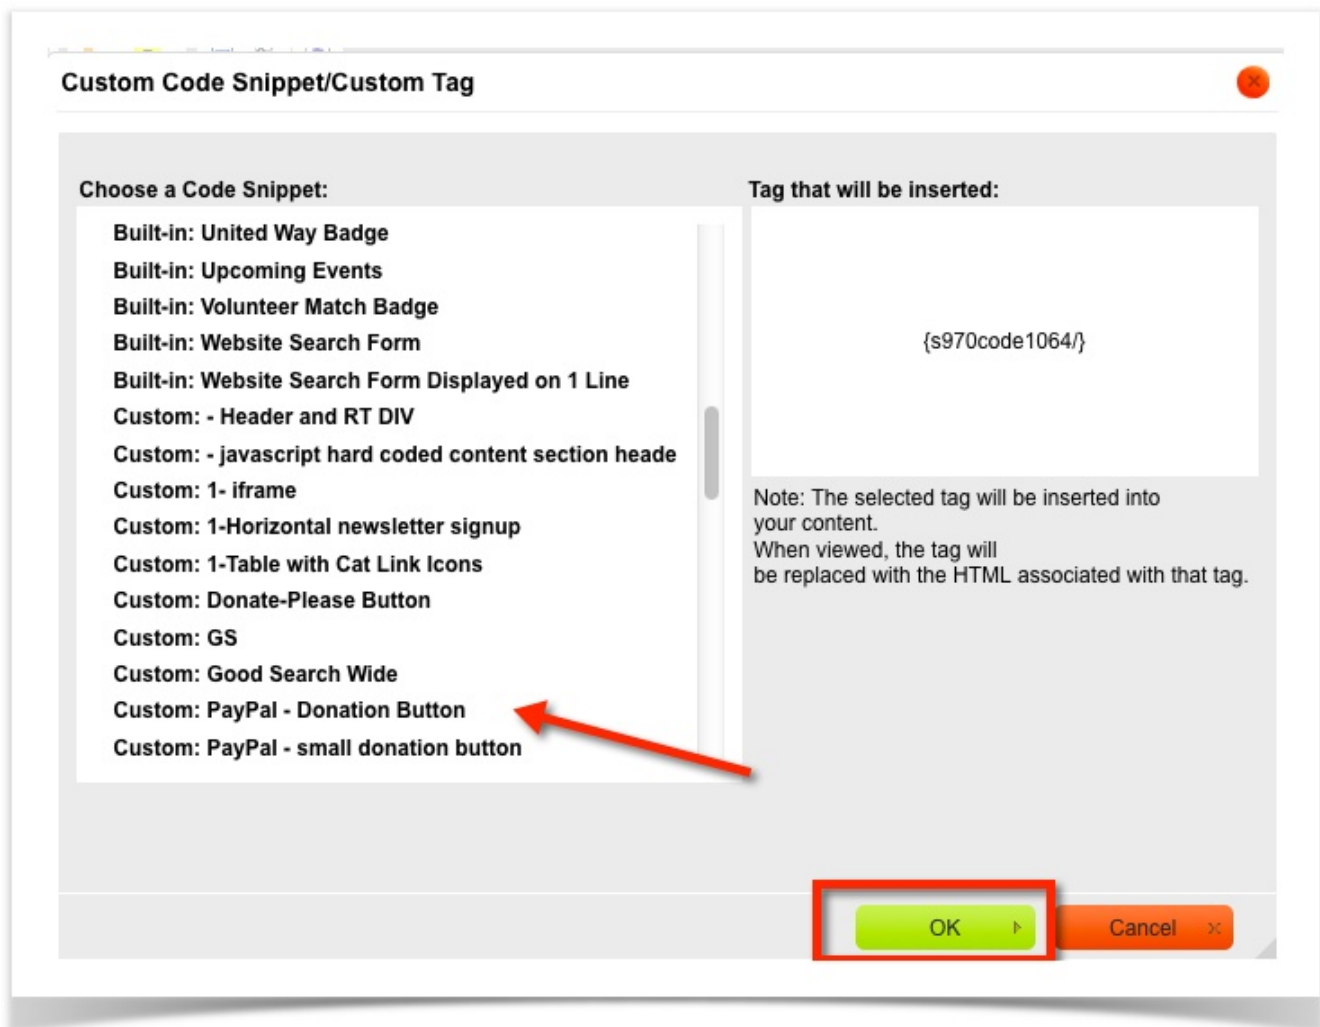 Custom Code Snippet/Custom Tag
Choose a Code Snippet:
Built-in: United Way Badge
Built-in: Upcoming Events
Built-in: Volunteer Match Badge
Built-in: Website Search Form
Built-in: Website Search Form Displayed on 1 Line
Custom: - Header and RT DIV
Custom: - javascript hard coded content section heade
Custom: 1- iframe
Custom: 1-Horizontal newsletter signup
Custom: 1-Table with Cat Link Icons
Custom: Donate-Please Button
Custom: GS
Custom: Good Search Wide
Custom: PayPal - Donation Button
Custom: PayPal - small donation button
Tag that will be inserted:
{s970code1064/}
Note: The selected tag will be inserted into
your content.
When viewed, the tag will
be replaced with the HTML associated with that tag.
OK
Cancel